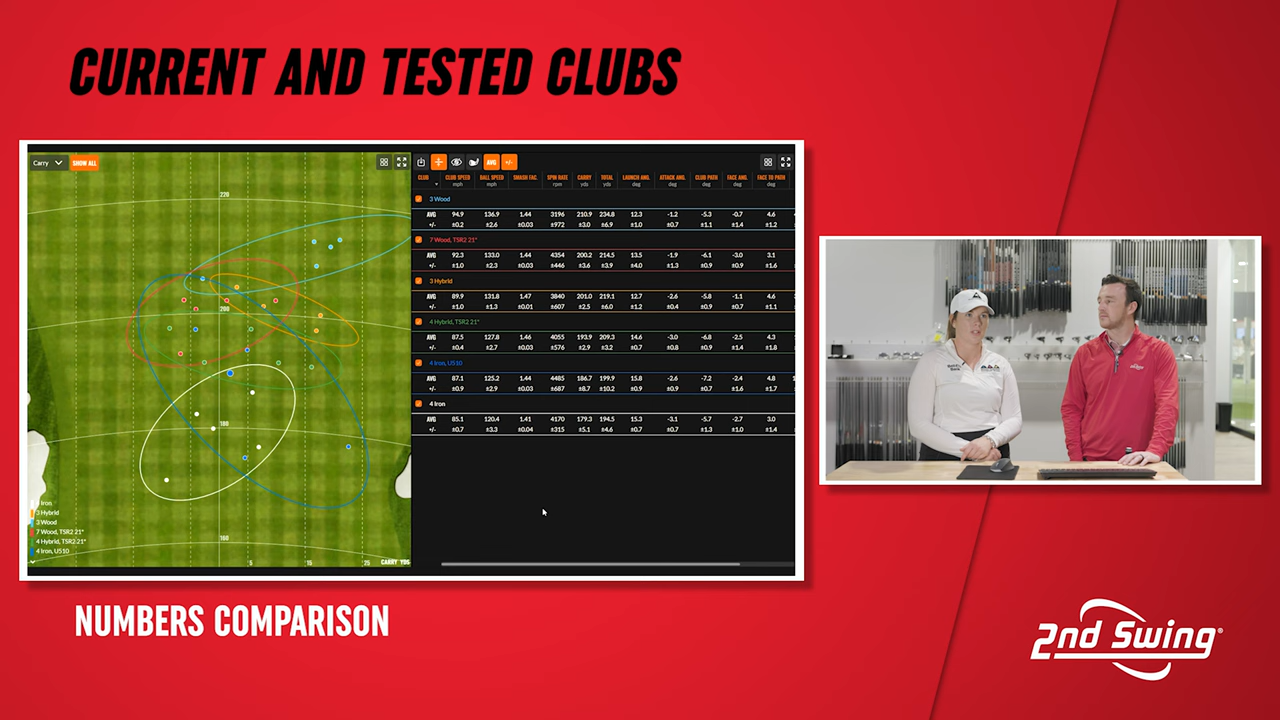 CURRENT AND TESTED CLUBS
Carry
SHOW ALL
AVG
+/-
CLUB
CLUB SPEED
BALL SPEED
SMASH FAC.
SPIN RATE
CARRY
TOTAL
LAUNCH ANG.
ATTACK ANG.
CLUB PATH
FACE ANG.
FACE TO PATH
mph
mph
rpm
yds
yds
deg
deg
deg
deg
deg
3 Wood
AVG 94.9 136.9 1.44 3196 210.9 234.8 12.3 -1.2 -5.3 -0.7 4.6
+/- ±0.2 ±2.6 ±0.03 ±972 ±3.0 ±6.9 ±1.0 ±0.7 ±1.1 ±1.4 ±1.2
7 Wood, TSR2 21°
AVG 92.3 133.0 1.44 4354 200.2 214.5 13.5 -1.9 -6.1 -3.0 3.1
+/- ±1.0 ±2.3 ±0.03 ±446 ±3.6 ±3.9 ±4.0 ±1.3 ±0.9 ±0.9 ±1.6
3 Hybrid
AVG 89.9 131.8 1.47 3840 201.0 219.1 12.7 -2.6 -5.8 -1.1 4.6
+/- ±1.0 ±1.3 ±0.01 ±607 ±2.5 ±6.0 ±1.2 ±0.4 ±0.9 ±0.7 ±1.1
4 Hybrid, TSR2 21°
AVG 87.5 127.8 1.46 4055 193.9 209.3 14.6 -3.0 -6.8 -2.5 4.3
+/- ±0.4 ±2.7 ±0.03 ±576 ±2.9 ±3.2 ±0.7 ±0.8 ±0.9 ±1.4 ±1.8
4 Iron, U510
AVG 87.1 125.2 1.44 4485 186.7 199.9 15.8 -2.6 -7.2 -2.4 4.8
+/- ±0.9 ±2.9 ±0.03 ±687 ±8.7 ±10.2 ±0.9 ±0.9 ±0.7 ±1.6 ±1.7
4 Iron
AVG 85.1 120.4 1.41 4170 179.3 194.5 15.3 -3.1 -5.7 -2.7 3.0
+/- ±0.7 ±3.3 ±0.04 ±315 ±5.1 ±4.6 ±0.7 ±0.7 ±1.3 ±1.0 ±1.4
220
200
180
160
Iron
3 Hybrid
3 Wood
7 Wood, TSR2 21°
4 Hybrid, TSR2 21°
4 Iron, U510
5
15
25
CARRY YDS
NUMBERS COMPARISON
2nd Swing®